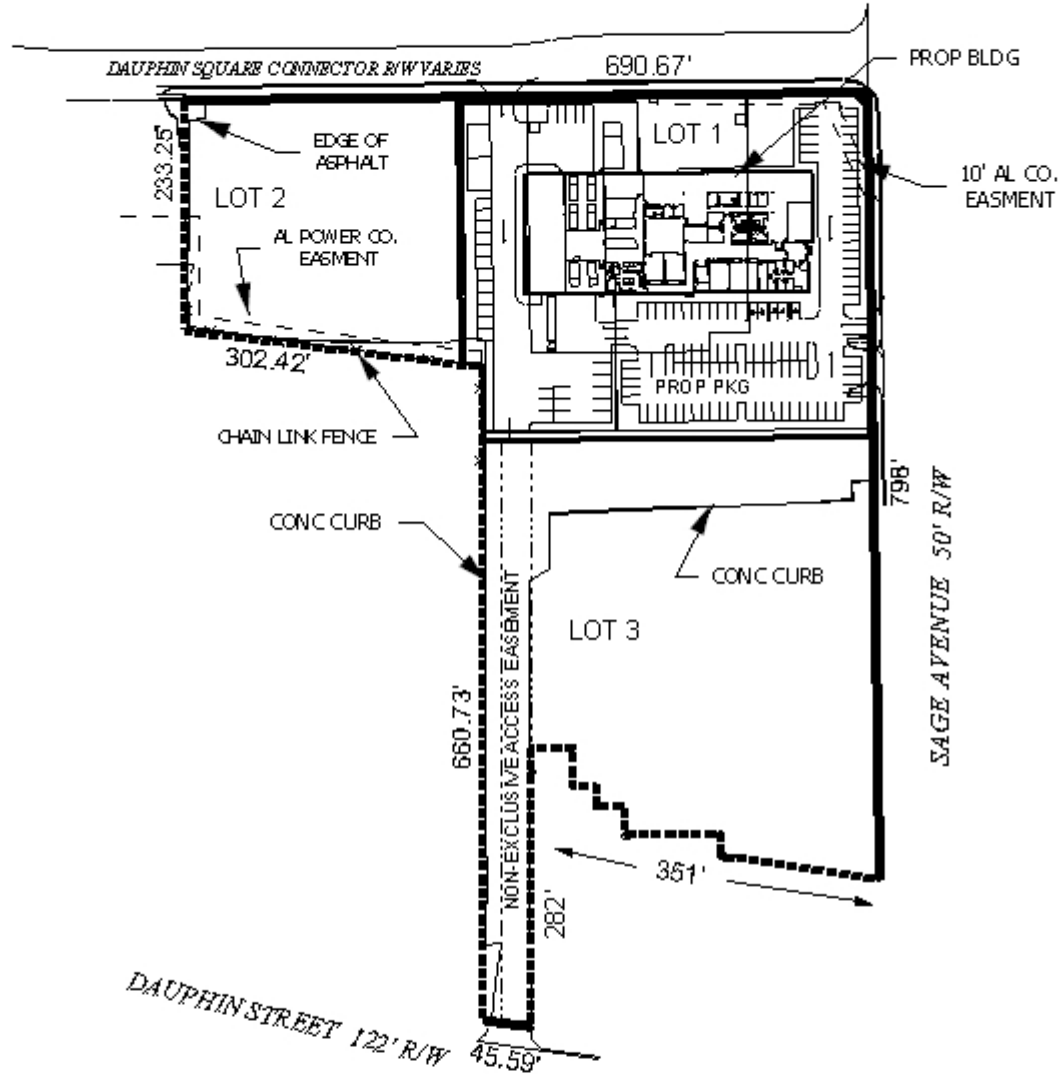 PROP BLDG
DAUPHIN SQUARE CONNECTOR R/W VARIES
690.67'
LOT 1
EDGE OF
ASPHALT
233.25'
10' AL CO.
EASMENT
LOT 2
AL POWER CO.
EASMENT
302.42'
PROP PKG
CHAIN LINK FENCE
798'
CONC CURB
CONC CURB
SAGE AVENUE 50' R/W
NON-EXCLUSIVE ACCESS EASEMENT
LOT 3
660.73'
351'
282'
DAUPHIN STREET 122' R/W
45.59'